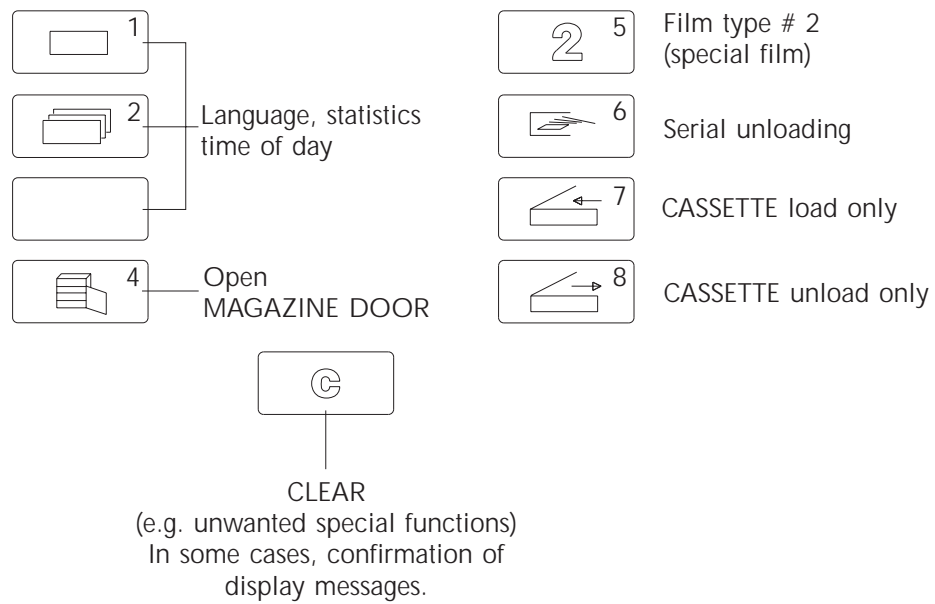 1
2
Language, statistics
time of day
4
Open
MAGAZINE DOOR
2 5
Film type # 2
(special film)
6
Serial unloading
7
CASSETTE load only
8
CASSETTE unload only
C
CLEAR
(e.g. unwanted special functions)
In some cases, confirmation of
display messages.